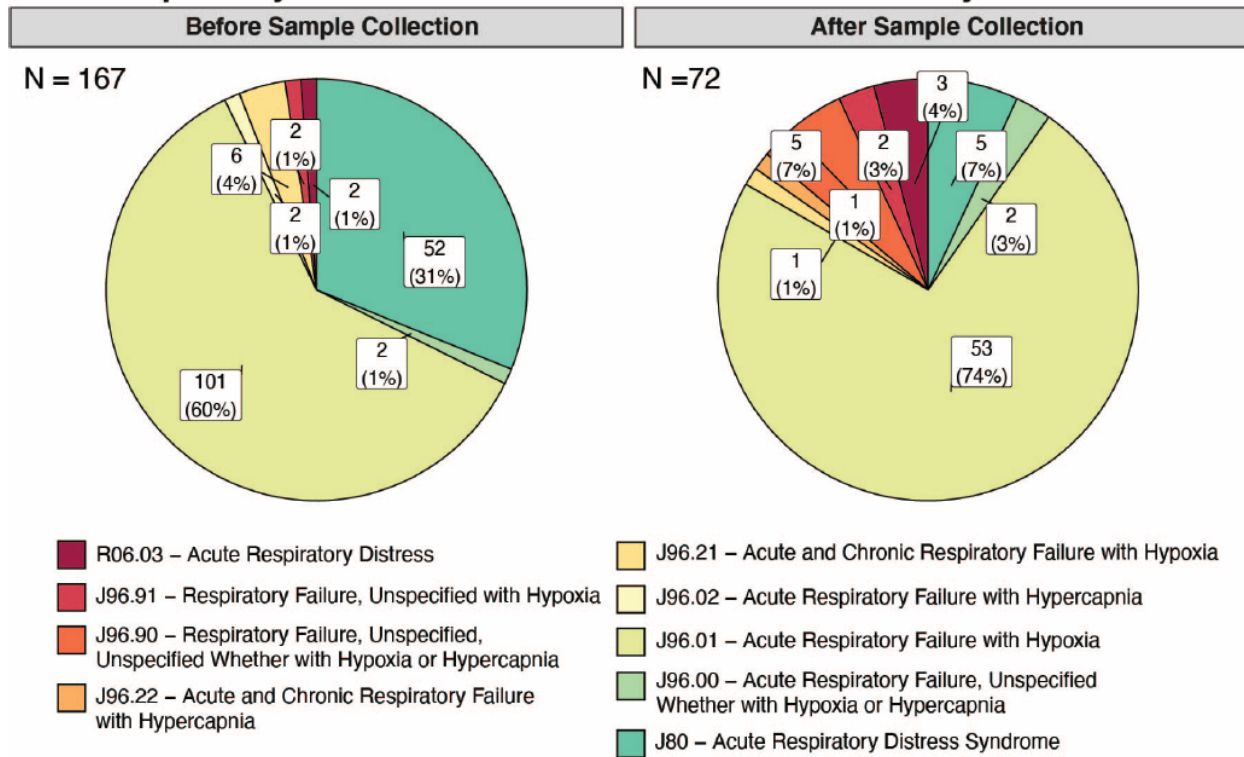 Before Sample Collection
After Sample Collection
N = 167
N =72
2
(1%)
6
(4%)
2
(1%)
2
(1%)
52
(31%)
2
(1%)
101
(60%)
3
(4%)
5
(7%)
2
(3%)
5
(7%)
1
(1%)
2
(3%)
1
(1%)
53
(74%)
R06.03 – Acute Respiratory Distress
J96.91 – Respiratory Failure, Unspecified with Hypoxia
J96.90 – Respiratory Failure, Unspecified,
Unspecified Whether with Hypoxia or Hypercapnia
J96.22 – Acute and Chronic Respiratory Failure
with Hypercapnia
J96.21 – Acute and Chronic Respiratory Failure with Hypoxia
J96.02 – Acute Respiratory Failure with Hypercapnia
J96.01 – Acute Respiratory Failure with Hypoxia
J96.00 – Acute Respiratory Failure, Unspecified
Whether with Hypoxia or Hypercapnia
J80 – Acute Respiratory Distress Syndrome